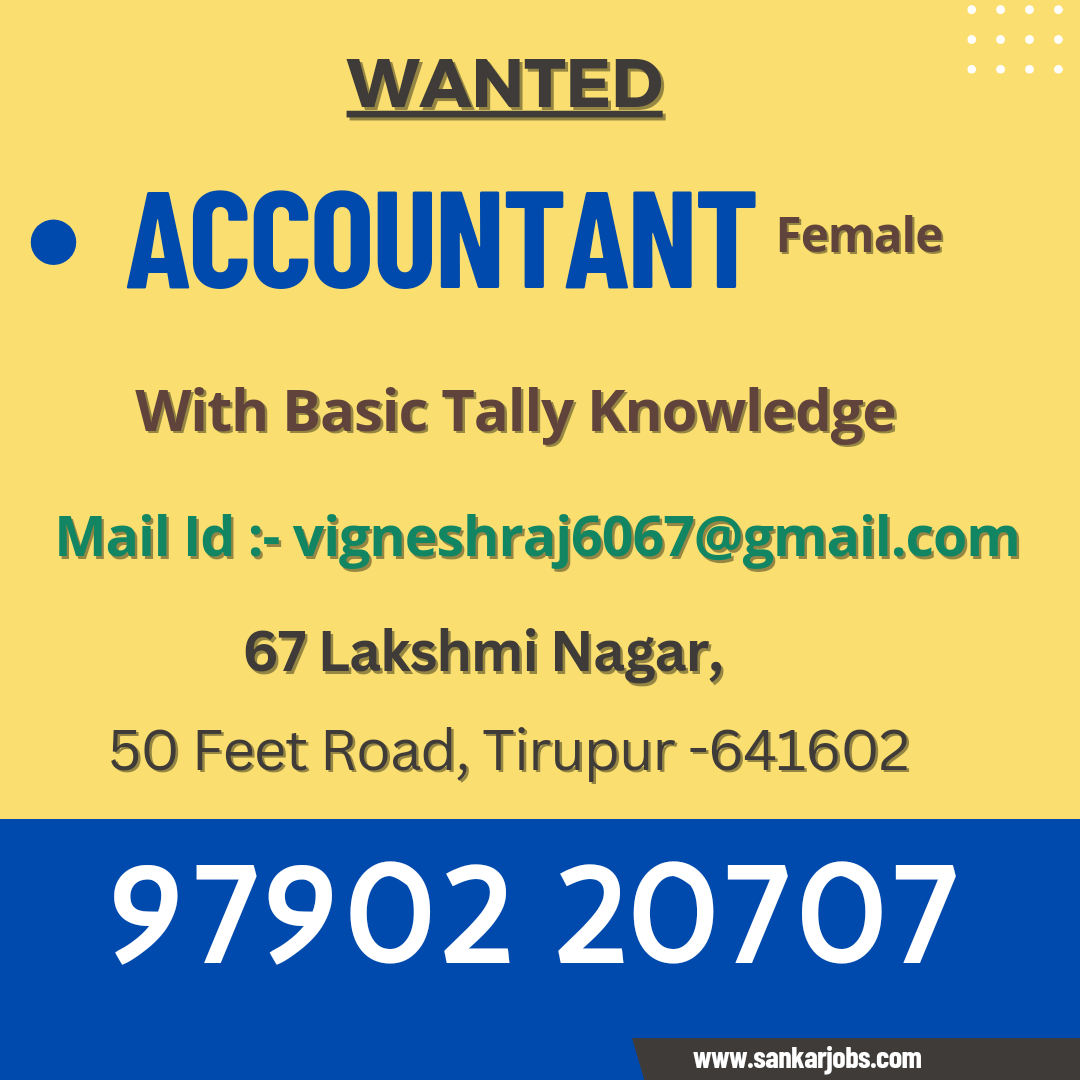 WANTED
• ACCOUNTANT Female
With Basic Tally Knowledge
Mail Id :- vigneshraj6067@gmail.com
67 Lakshmi Nagar,
50 Feet Road, Tirupur -641602
97902 20707
www.sankarjobs.com